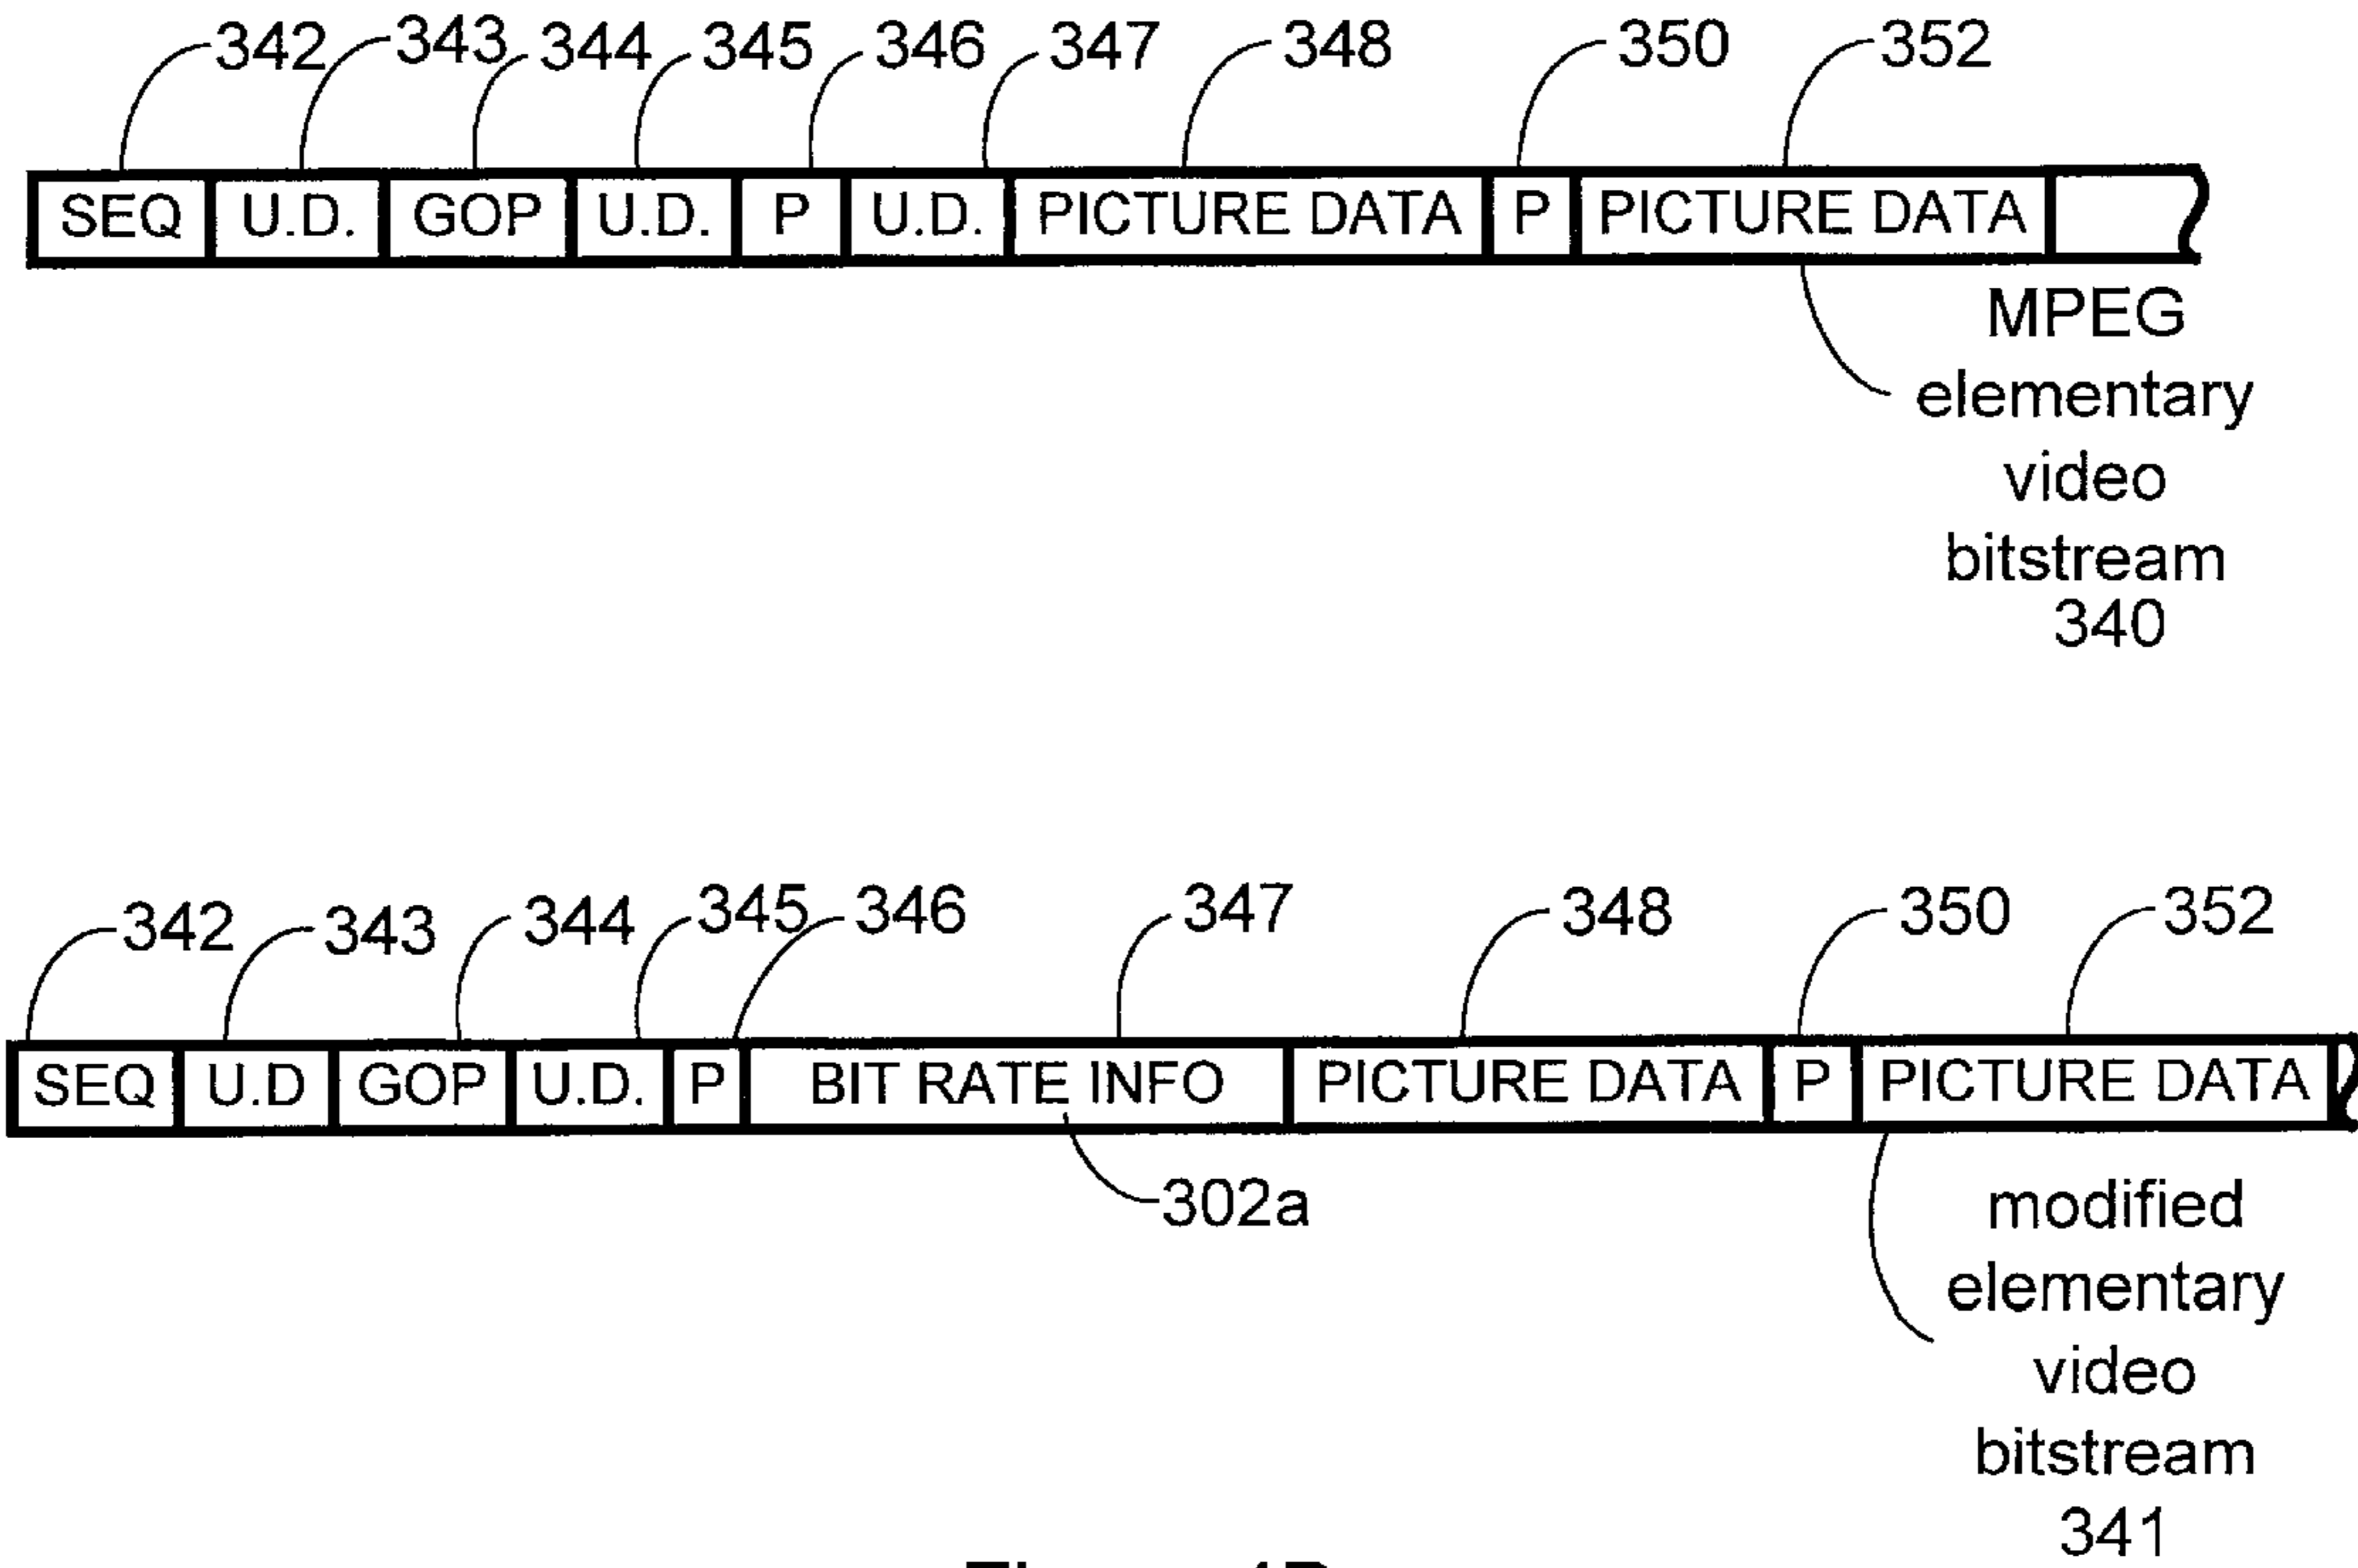 342 343 344 345 346 347 348 350 352
SEQ U.D. GOP U.D. P U.D. PICTURE DATA P PICTURE DATA
MPEG
elementary
video
bitstream
340
342 343 344 345 346 347 348 350 352
SEQ U.D GOP U.D. P BIT RATE INFO PICTURE DATA P PICTURE DATA
302a
modified
elementary
video
bitstream
341